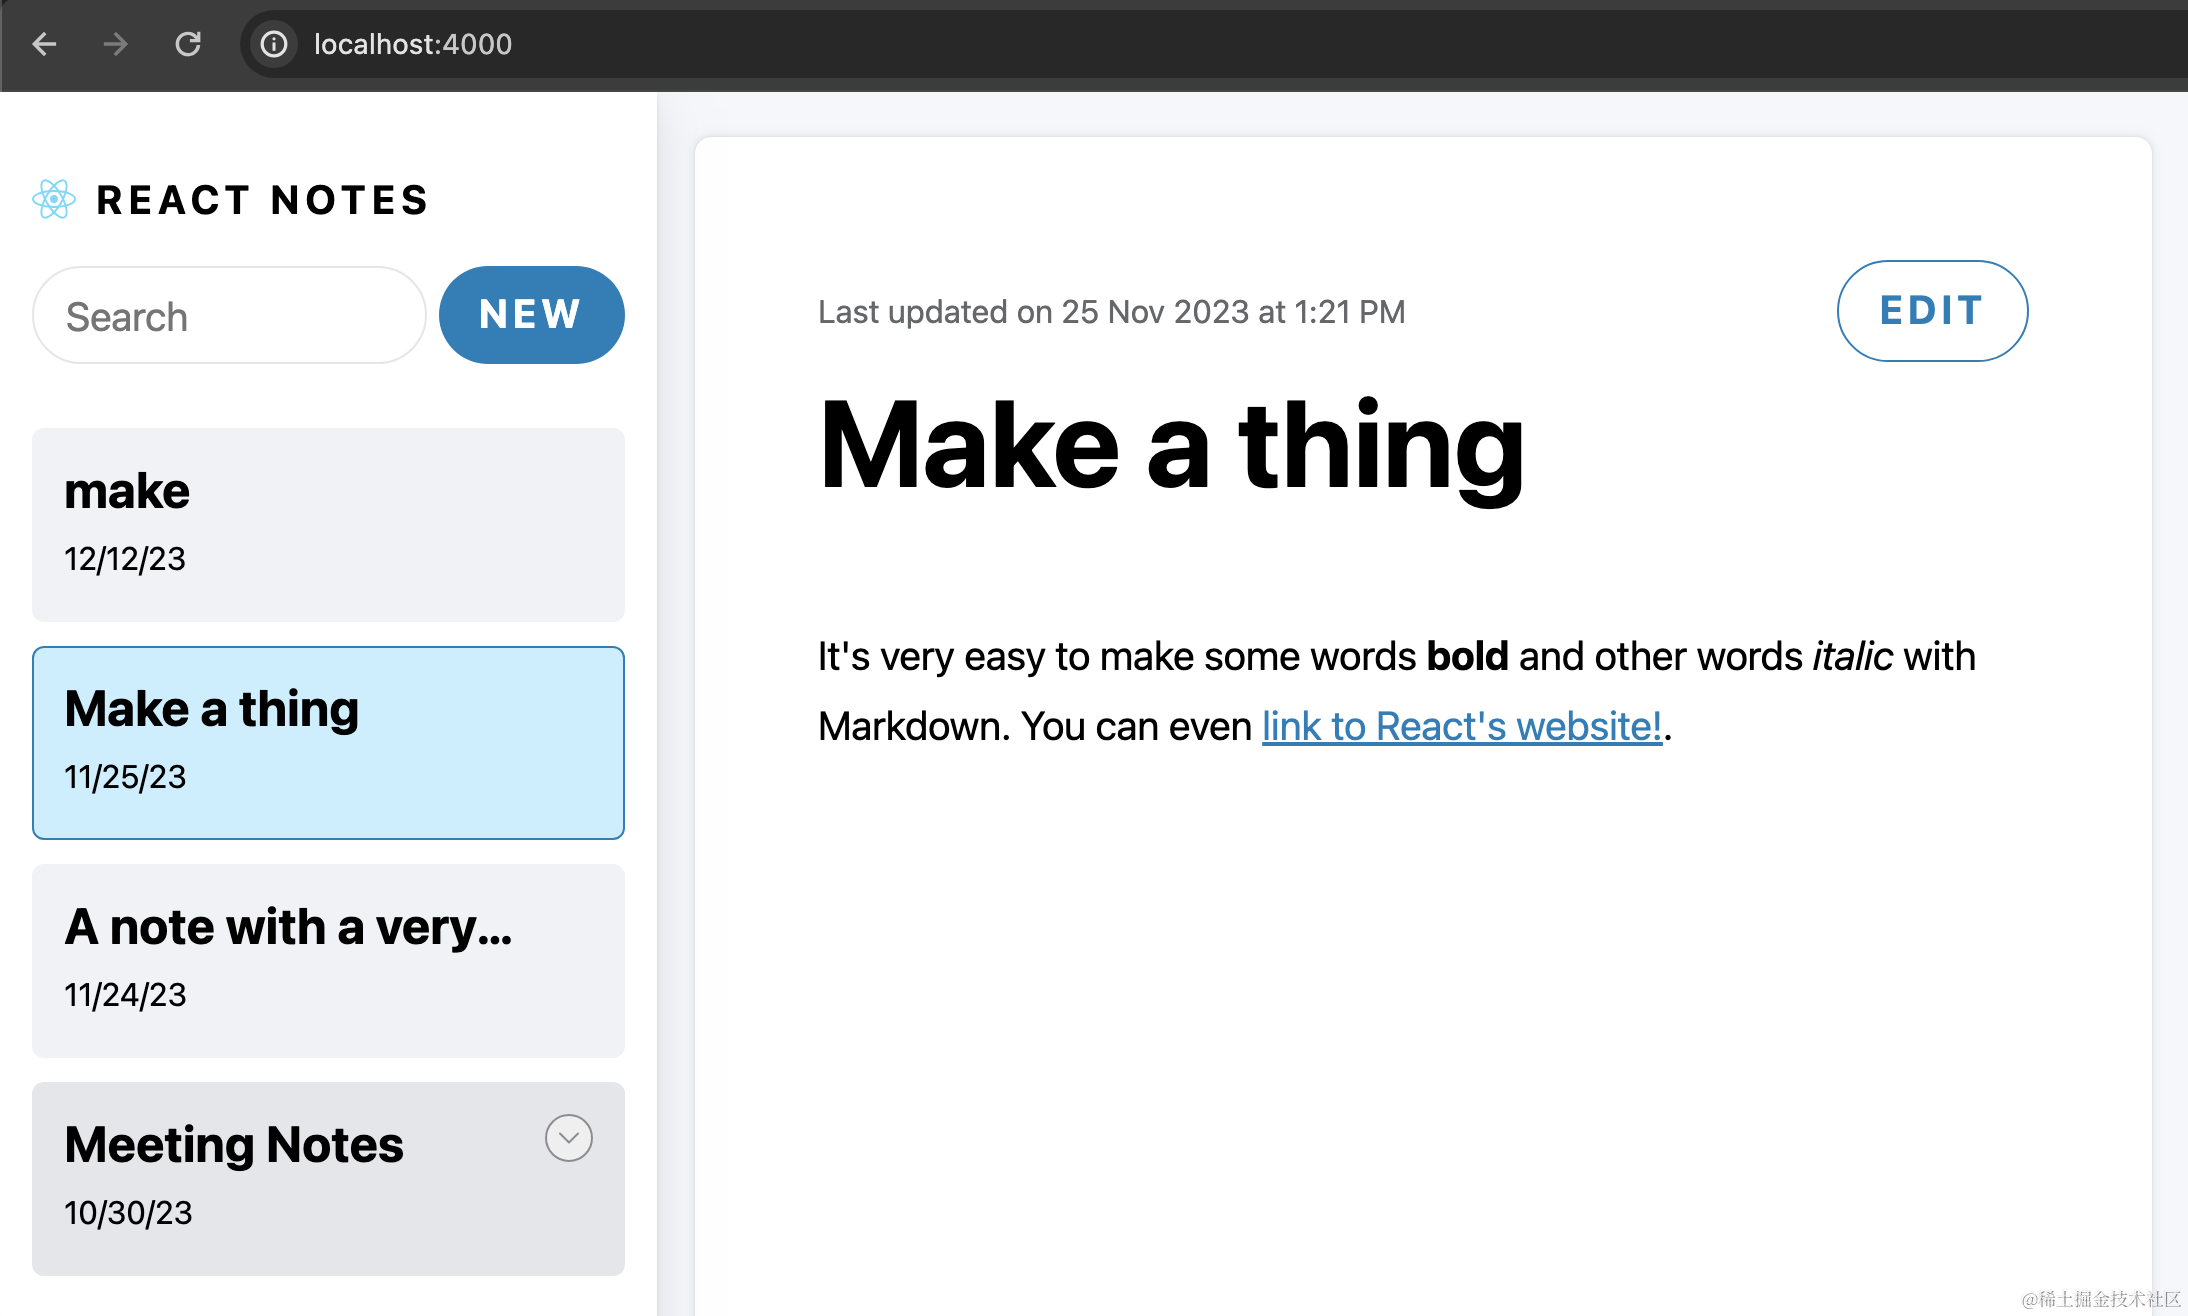 localhost:4000
REACT NOTES
Search
NEW
make
12/12/23
Make a thing
11/25/23
A note with a very...
11/24/23
Meeting Notes
10/30/23
Last updated on 25 Nov 2023 at 1:21 PM
EDIT
Make a thing
It's very easy to make some words bold and other words italic with
Markdown. You can even link to React's website!.
@稀土掘金技术社区